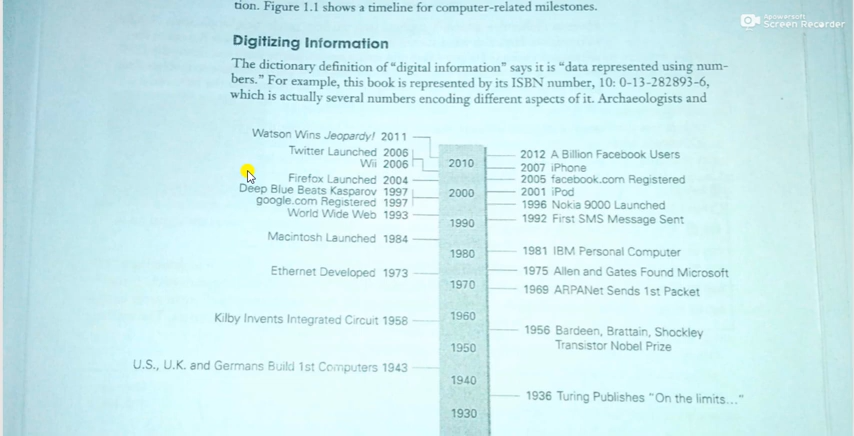 tion. Figure 1.1 shows a timeline for computer-related milestones.
Apowersoft
Screen Recorder
Digitizing Information
The dictionary definition of “digital information” says it is “data represented using num-
bers.” For example, this book is represented by its ISBN number, 10: 0-13-282893-6,
which is actually several numbers encoding different aspects of it. Archaeologists and
Watson Wins Jeopardy! 2011
Twitter Launched 2006
Wii 2006
Firefox Launched 2004
Deep Blue Beats Kasparov 1997
google.com Registered 1997
World Wide Web 1993
Macintosh Launched 1984
Ethernet Developed 1973
Kilby Invents Integrated Circuit 1958
U.S., U.K. and Germans Build 1st Computers 1943
2010
2000
1990
1980
1970
1960
1950
1940
1930
2012 A Billion Facebook Users
2007 iPhone
2005 facebook.com Registered
2001 iPod
1996 Nokia 9000 Launched
1992 First SMS Message Sent
1981 IBM Personal Computer
1975 Allen and Gates Found Microsoft
1969 ARPANet Sends 1st Packet
1956 Bardeen, Brattain, Shockley
Transistor Nobel Prize
1936 Turing Publishes “On the limits...”